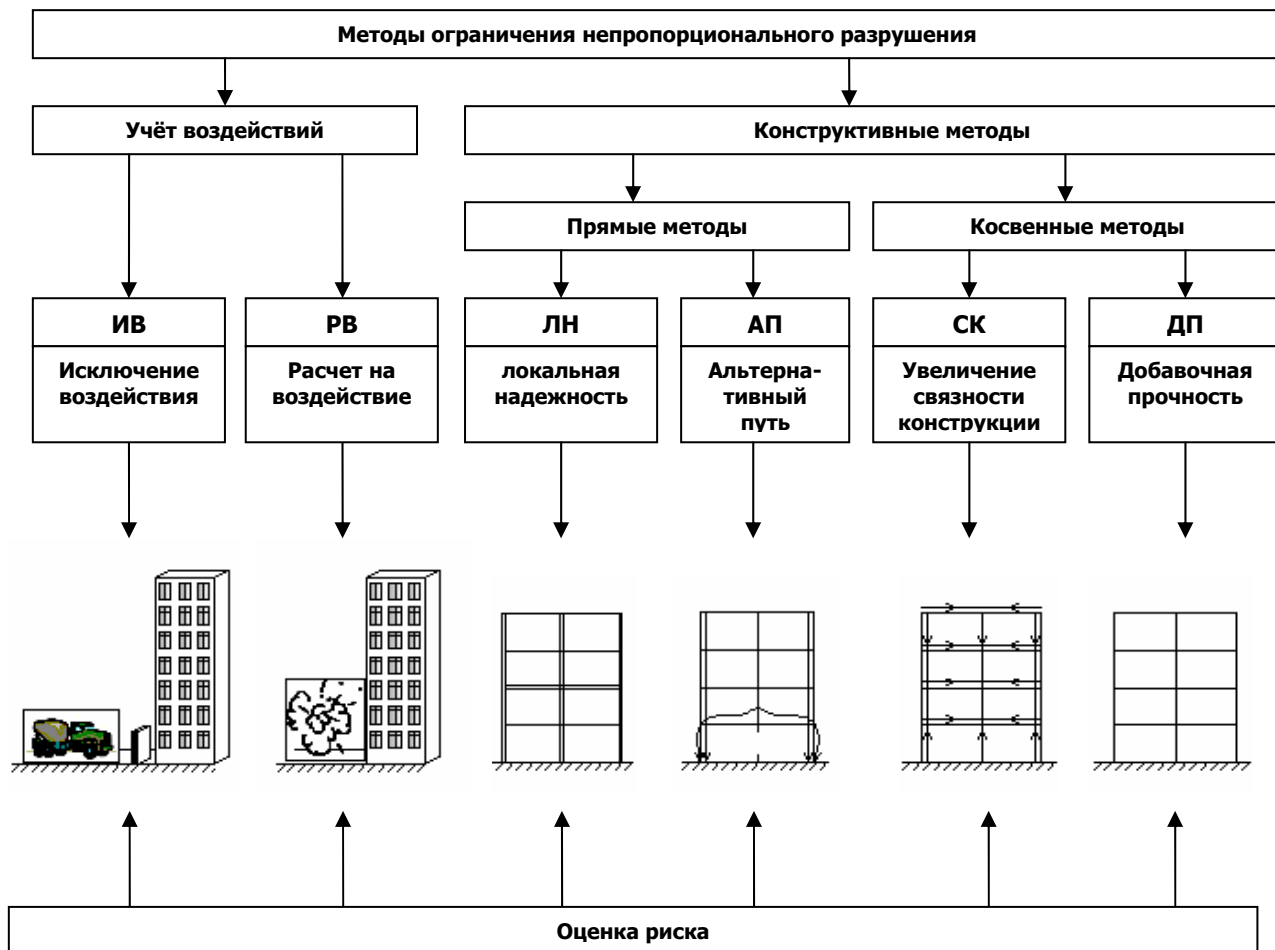 Методы ограничения непропорционального разрушения
Учёт воздействий
Конструктивные методы
Прямые методы
Косвенные методы
ИВ
Исключение
воздействия
РВ
Расчет на
воздействие
ЛН
локальная
надежность
АП
Альтерна-
тивный
путь
СК
Увеличение
связности
конструкции
ДП
Добавочная
прочность
Оценка риска